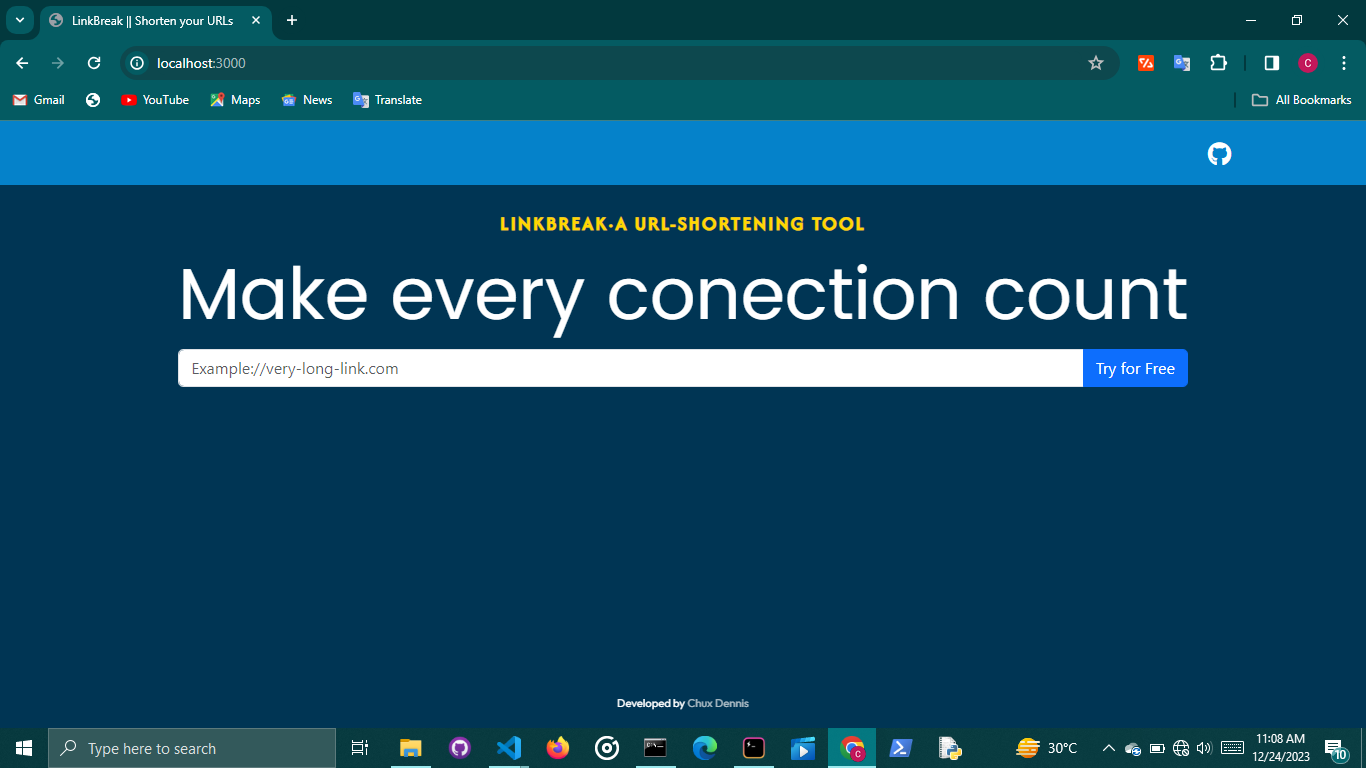 LinkBreak || Shorten your URLs
localhost:3000
Gmail
YouTube
Maps
News
Translate
All Bookmarks
LINKBREAK·A URL-SHORTENING TOOL
Make every conection count
Example://very-long-link.com
Try for Free
Developed by Chux Dennis
Type here to search
30°C
11:08 AM
12/24/2023
10